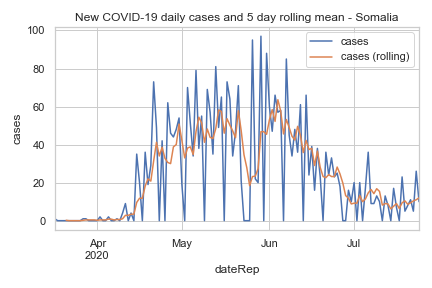 New COVID-19 daily cases and 5 day rolling mean - Somalia
cases
cases (rolling)
100
80
60
40
20
0
cases
Apr
2020
May
Jun
Jul
dateRep